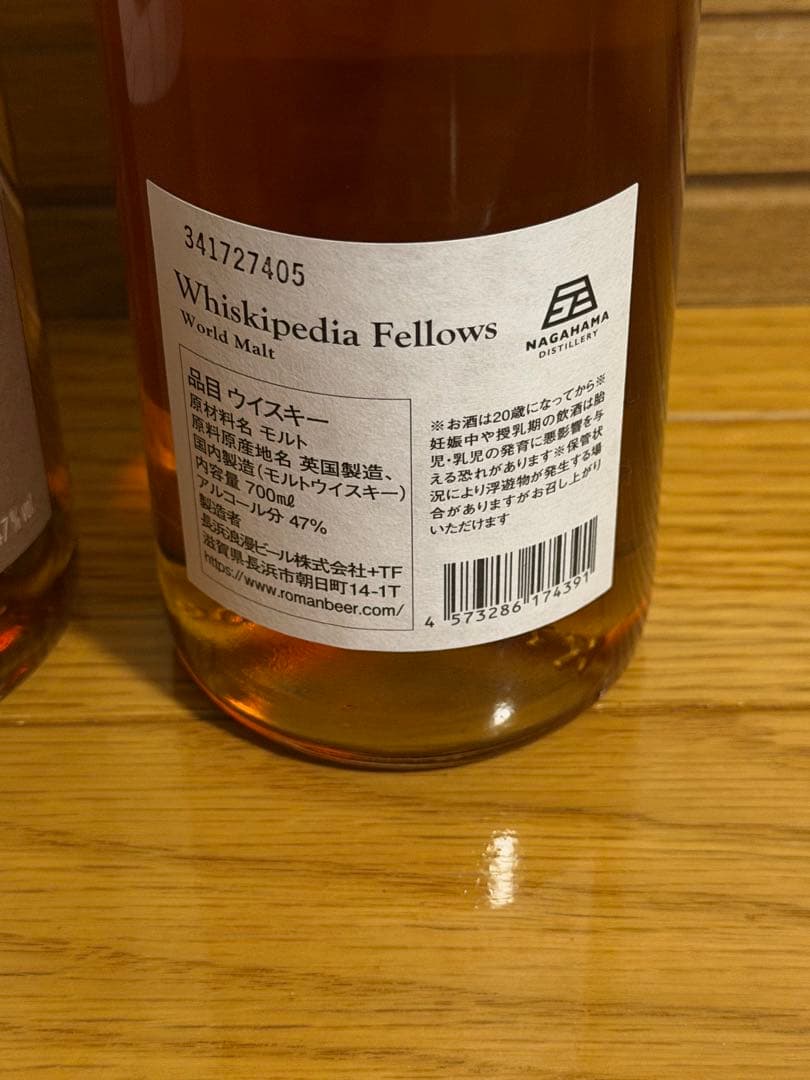 341727405
Whiskipedia Fellows
World Malt
NAGAHAMA
DISTILLERY
品目 ウイスキー
原材料名 モルト
原料原産地名 英国製造、
国内製造(モルトウイスキー)
内容量 700㎖
アルコール分 47%
製造者
長浜浪漫ビール株式会社+TF
滋賀県長浜市朝日町14-1T
https://www.romanbeer.com/
※お酒は20歳になってから※
妊娠中や授乳期の飲酒は胎
児・乳児の発育に悪影響を与
える恐れがあります※保管状
況により浮遊物が発生する場
合がありますがお召し上がり
いただけます
4 573286 174391
47% vol.